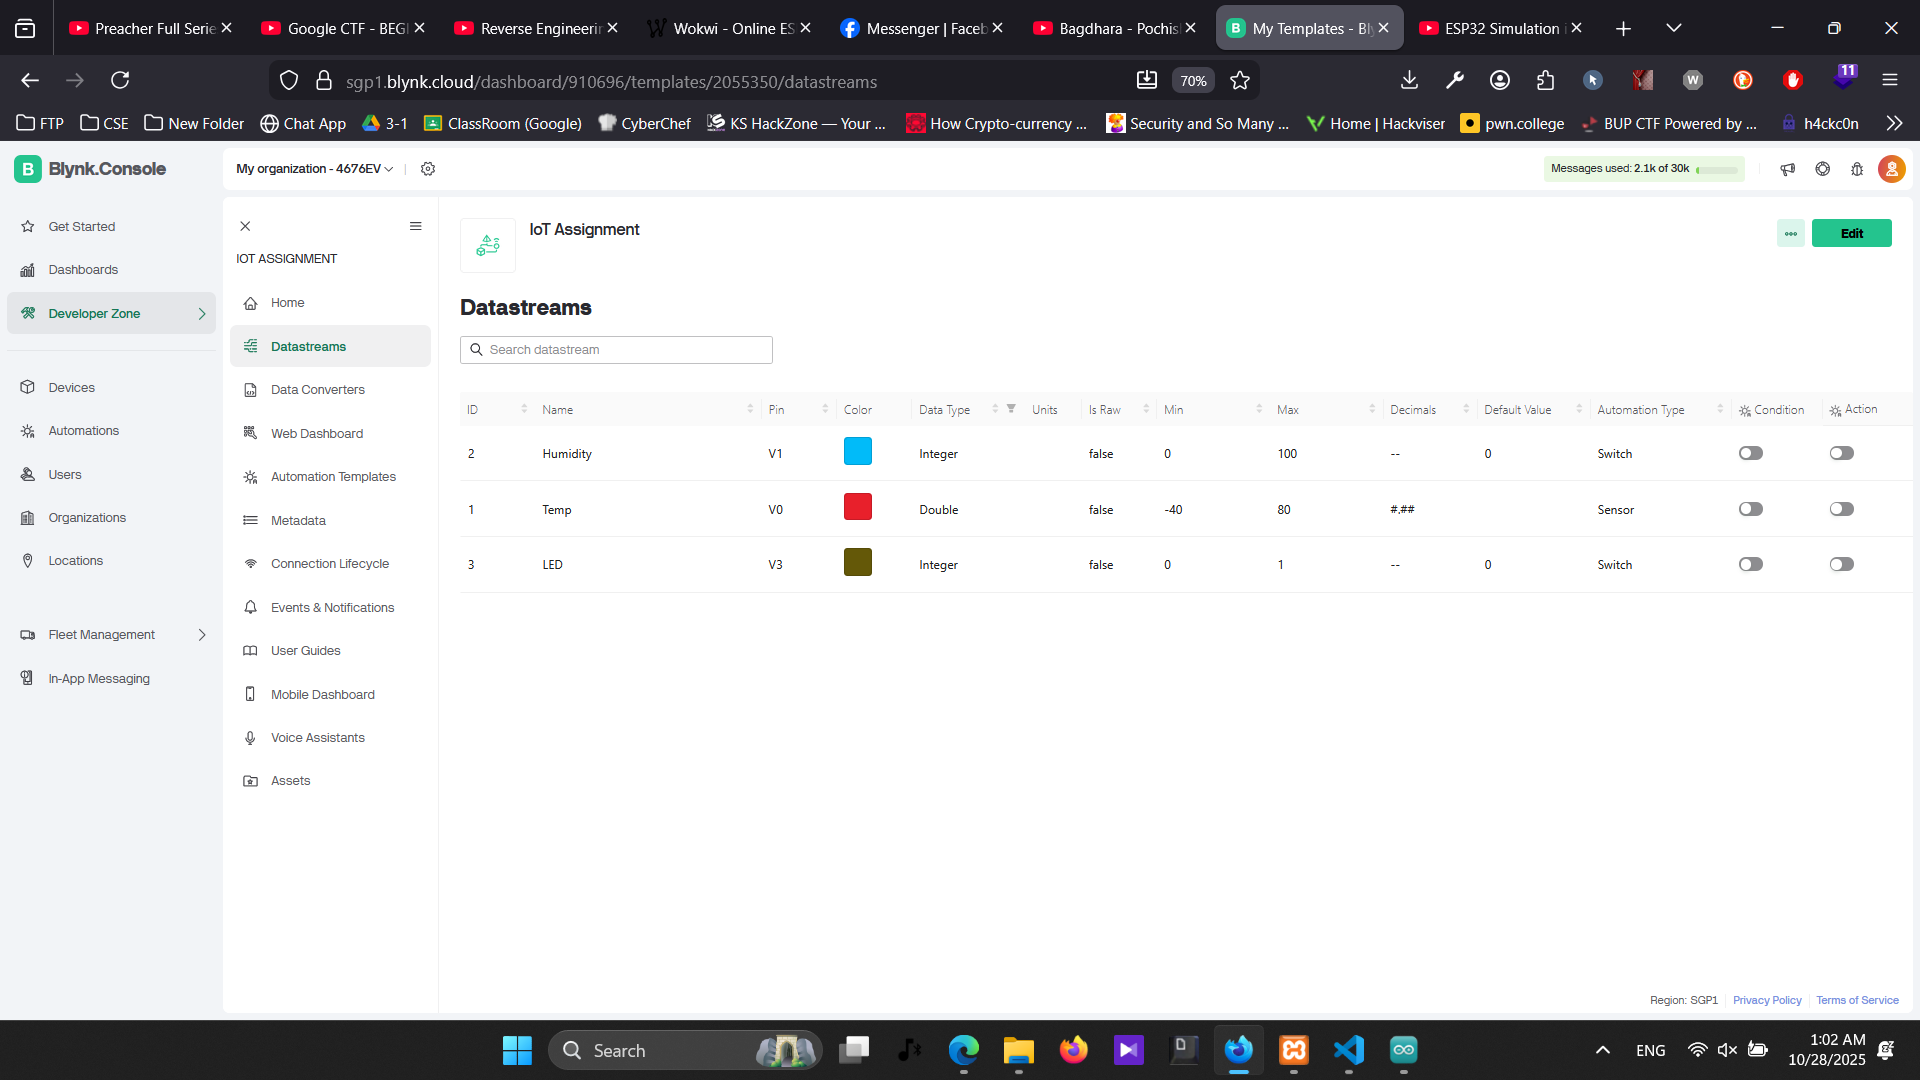 Preacher Full Serie
Google CTF - BEGI
Reverse Engineerin
Wokwi - Online ES
Messenger | Faceb
Bagdhara - Pochis
My Templates - Bly
ESP32 Simulation i
sgp1.blynk.cloud/dashboard/910696/templates/2055350/datastreams
70%
11
FTP
CSE
New Folder
Chat App
3-1
ClassRoom (Google)
CyberChef
KS HackZone — Your ...
How Crypto-currency ...
Security and So Many ...
Home | Hackviser
pwn.college
BUP CTF Powered by ...
h4ckc0n
B Blynk.Console
My organization - 4676EV
Messages used: 2.1k of 30k
Get Started
Dashboards
Developer Zone
Devices
Automations
Users
Organizations
Locations
Fleet Management
In-App Messaging
IOT ASSIGNMENT
Home
Datastreams
Data Converters
Web Dashboard
Automation Templates
Metadata
Connection Lifecycle
Events & Notifications
User Guides
Mobile Dashboard
Voice Assistants
Assets
IoT Assignment
Edit
Datastreams
Search datastream
ID Name Pin Color Data Type Units Is Raw Min Max Decimals Default Value Automation Type Condition Action
2 Humidity V1 Integer false 0 100 -- 0 Switch
1 Temp V0 Double false -40 80 #.## Sensor
3 LED V3 Integer false 0 1 -- 0 Switch
Region: SGP1 Privacy Policy Terms of Service
Search
ENG
1:02 AM
10/28/2025